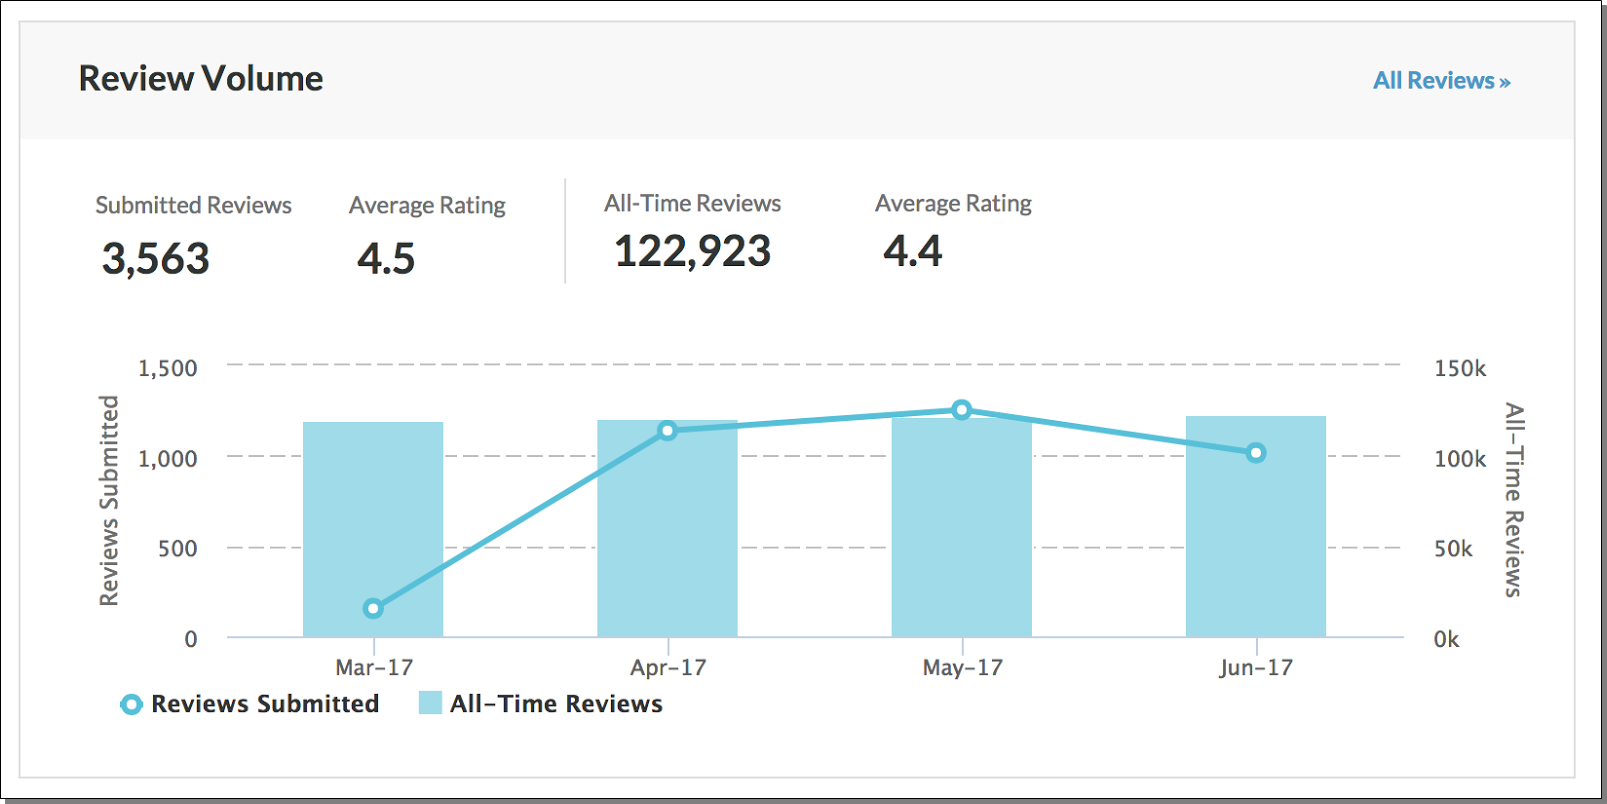 Review Volume
All Reviews »
Submitted Reviews
3,563
Average Rating
4.5
All-Time Reviews
122,923
Average Rating
4.4
Reviews Submitted
1,500
1,000
500
0
150k
100k
50k
0k
All-Time Reviews
Mar-17
Apr-17
May-17
Jun-17
Reviews Submitted
All-Time Reviews